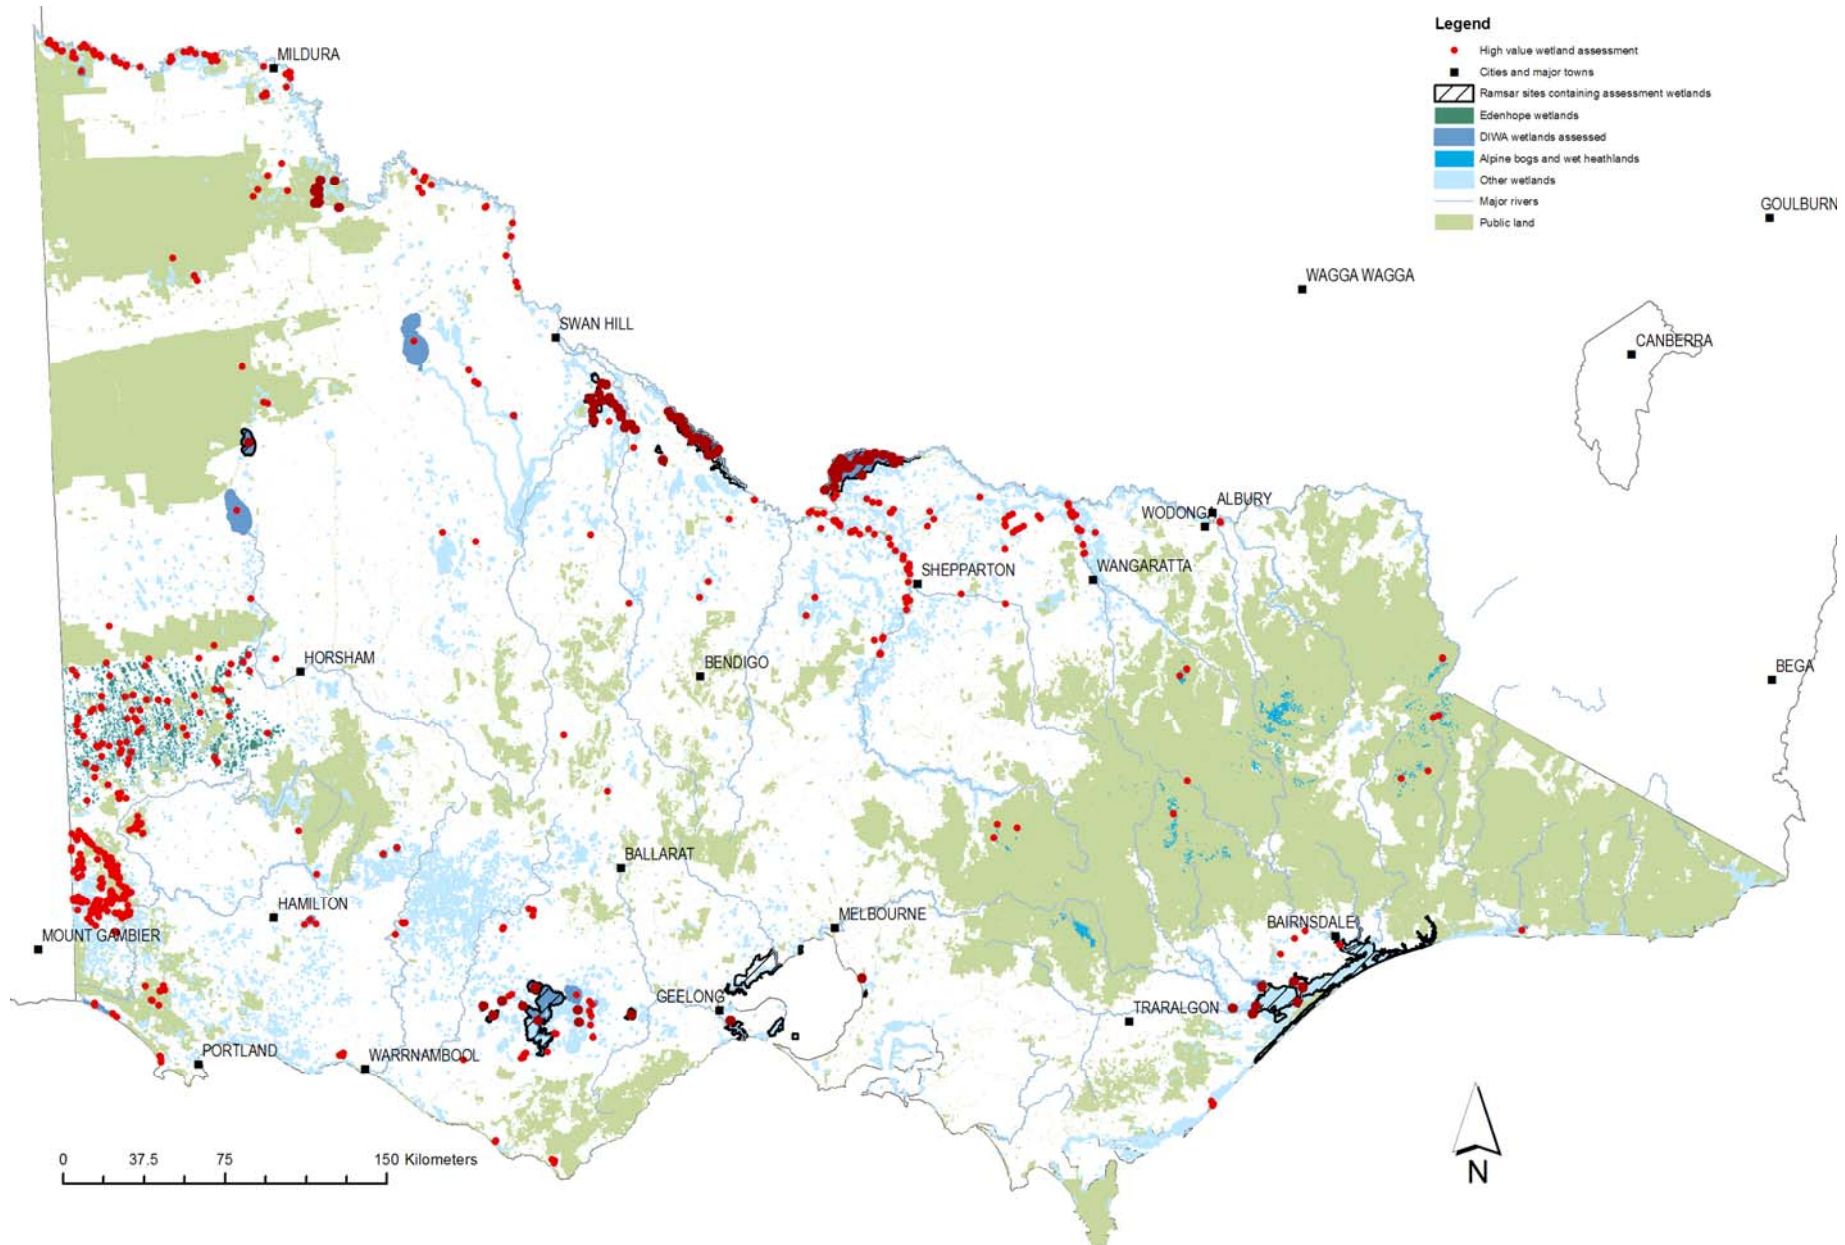 Legend
High value wetland assessment
Cities and major towns
Ramsar sites containing assessment wetlands
Edenhope wetlands
DIWA wetlands assessed
Alpine bogs and wet heathlands
Other wetlands
Major rivers
Public land
MILDURA
GOULBURN
WAGGA WAGGA
SWAN HILL
CANBERRA
ALBURY
WODONGA
SHEPPARTON
WANGARATTA
HORSHAM
BENDIGO
BEGA
BALLARAT
HAMILTON
MELBOURNE
BAIRNSDALE
MOUNT GAMBIER
GEELONG
TRARALGON
PORTLAND
WARRNAMBOOL
0 37.5 75 150 Kilometers
N